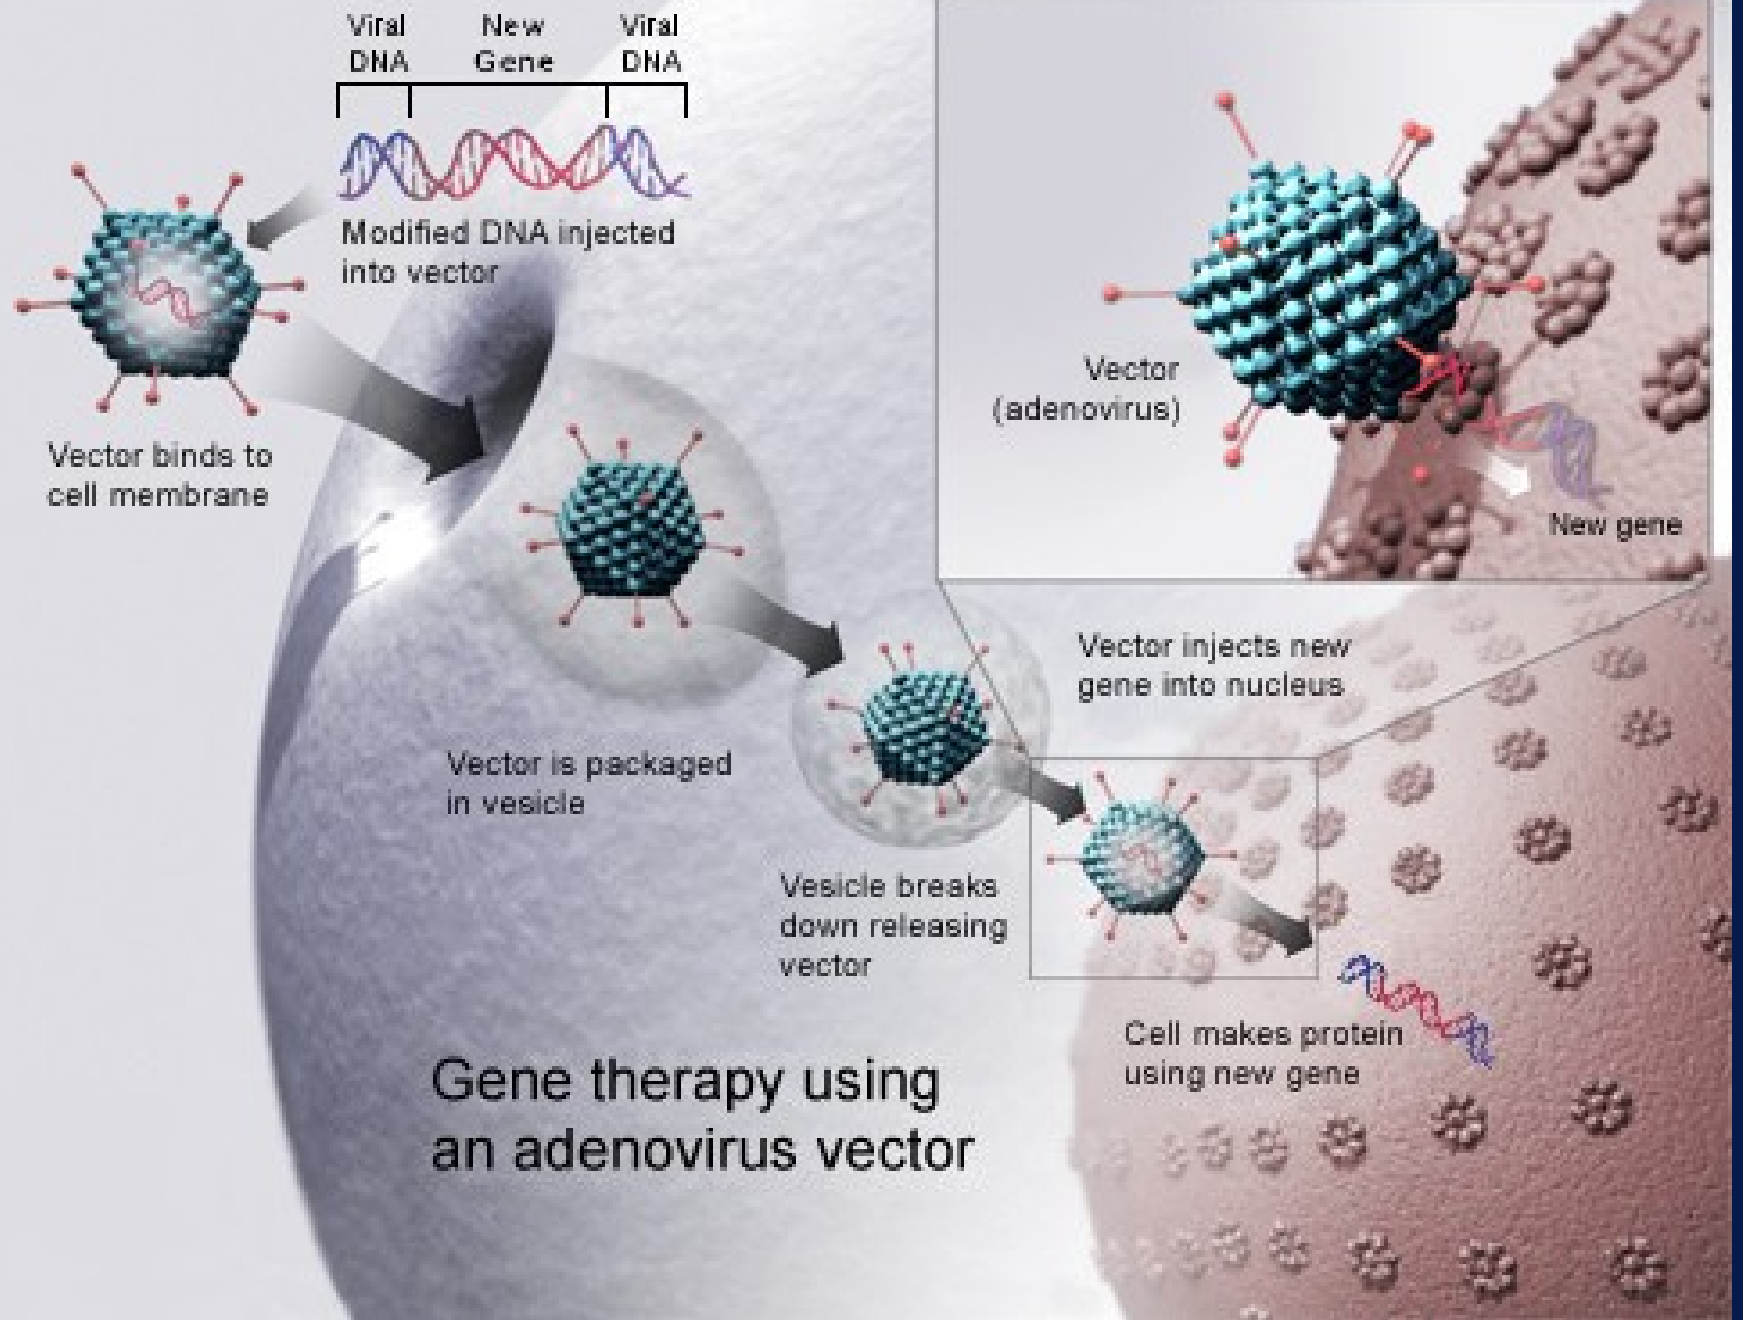 Viral
DNA
New
Gene
Viral
DNA
Modified DNA injected
into vector
Vector binds to
cell membrane
Vector
(adenovirus)
New gene
Vector injects new
gene into nucleus
Vector is packaged
in vesicle
Vesicle breaks
down releasing
vector
Cell makes protein
using new gene
Gene therapy using
an adenovirus vector